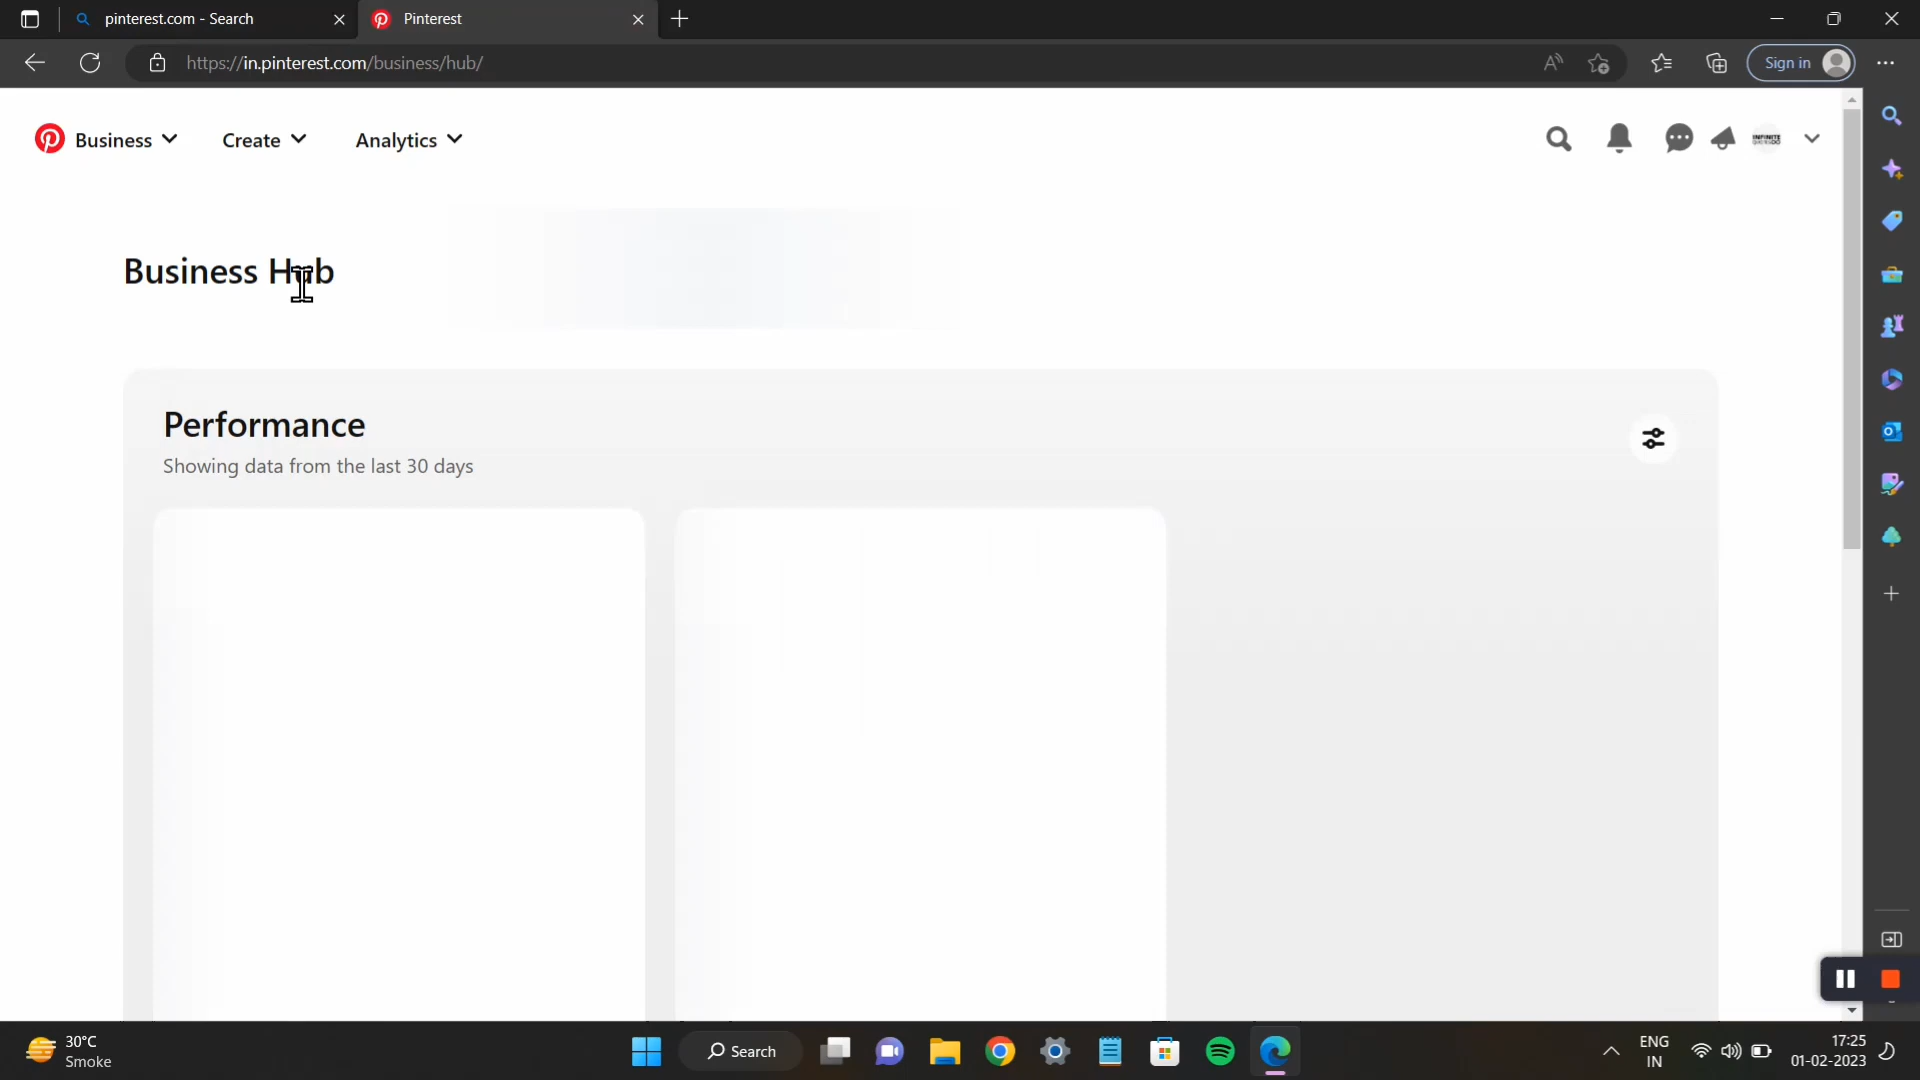 pinterest.com - Search
Pinterest
https://in.pinterest.com/business/hub/
Sign in
Business
Create
Analytics
Business Hub
Performance
Showing data from the last 30 days
30°C
Smoke
Search
ENG
IN
17:25
01-02-2023